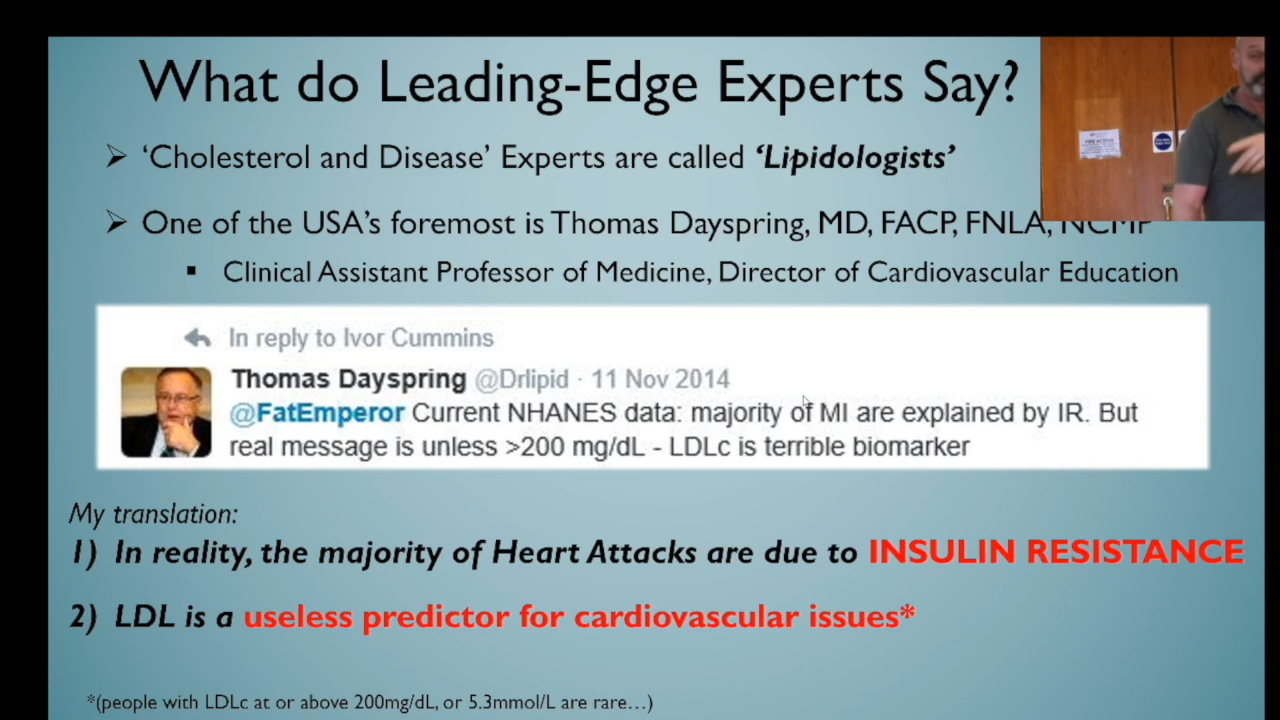 What do Leading-Edge Experts Say?
‘Cholesterol and Disease’ Experts are called ‘Lipidologists’
One of the USA’s foremost is Thomas Dayspring, MD, FACP, FNLA, NCMP
Clinical Assistant Professor of Medicine, Director of Cardiovascular Education
In reply to Ivor Cummins
Thomas Dayspring @Drlipid · 11 Nov 2014
@FatEmperor Current NHANES data: majority of MI are explained by IR. But
real message is unless >200 mg/dL - LDLc is terrible biomarker
My translation:
1) In reality, the majority of Heart Attacks are due to INSULIN RESISTANCE
2) LDL is a useless predictor for cardiovascular issues*
*(people with LDLc at or above 200mg/dL, or 5.3mmol/L are rare…)